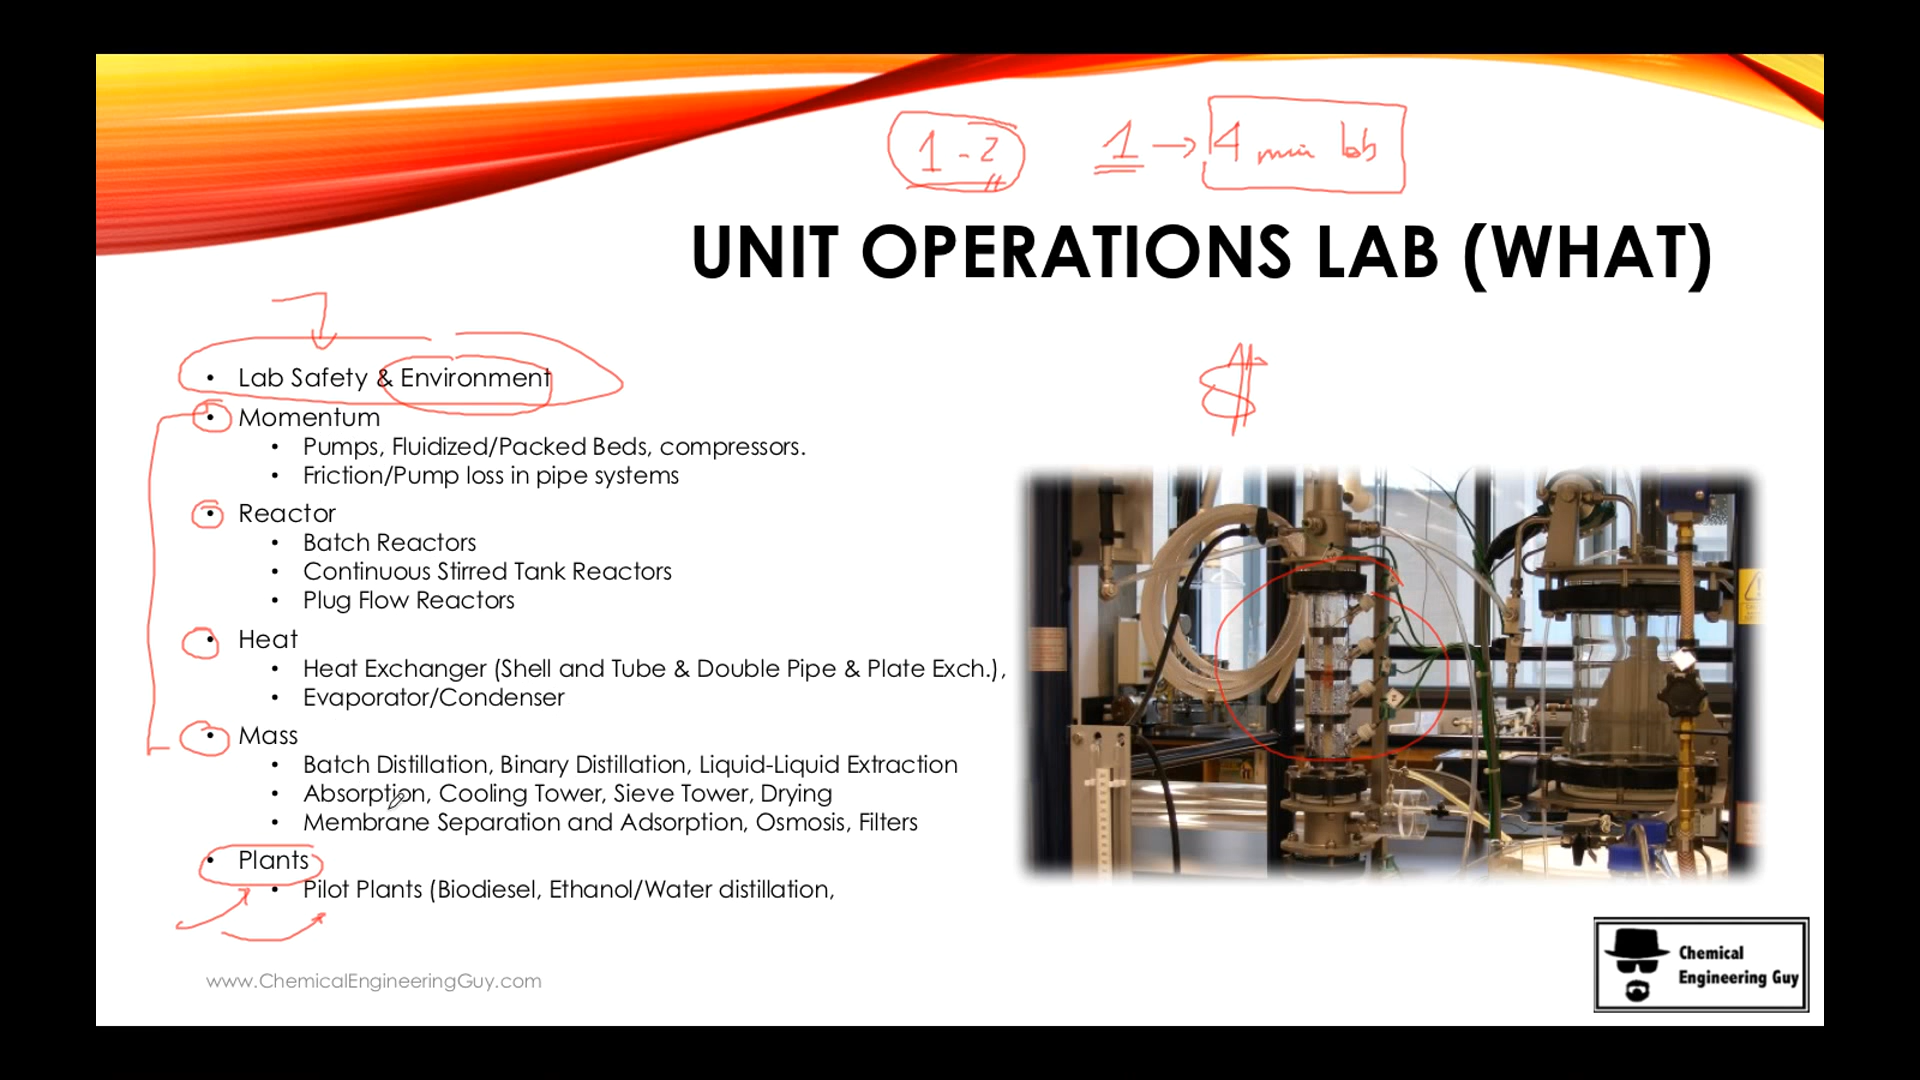 1-2 1 → 4 min lab
UNIT OPERATIONS LAB (WHAT)
$
• Lab Safety & Environment
• Momentum
• Pumps, Fluidized/Packed Beds, compressors.
• Friction/Pump loss in pipe systems
• Reactor
• Batch Reactors
• Continuous Stirred Tank Reactors
• Plug Flow Reactors
• Heat
• Heat Exchanger (Shell and Tube & Double Pipe & Plate Exch.),
• Evaporator/Condenser
• Mass
• Batch Distillation, Binary Distillation, Liquid-Liquid Extraction
• Absorption, Cooling Tower, Sieve Tower, Drying
• Membrane Separation and Adsorption, Osmosis, Filters
• Plants
• Pilot Plants (Biodiesel, Ethanol/Water distillation,
www.ChemicalEngineeringGuy.com
Chemical
Engineering Guy